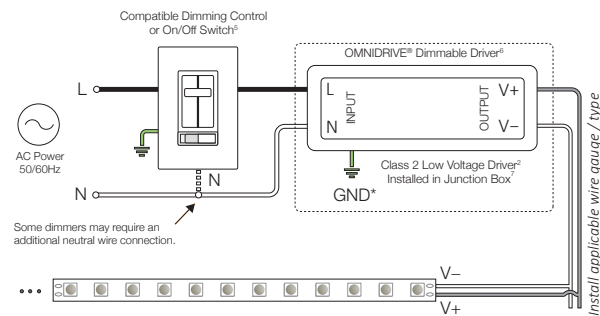 Compatible Dimming Control
or On/Off Switch⁵
OMNIDRIVE® Dimmable Driver⁶
L
L
INPUT
N
OUTPUT
V+
V–
AC Power
50/60Hz
N
N
GND*
Class 2 Low Voltage Driver²
Installed in Junction Box⁷
Some dimmers may require an
additional neutral wire connection.
Install applicable wire gauge / type
V–
V+